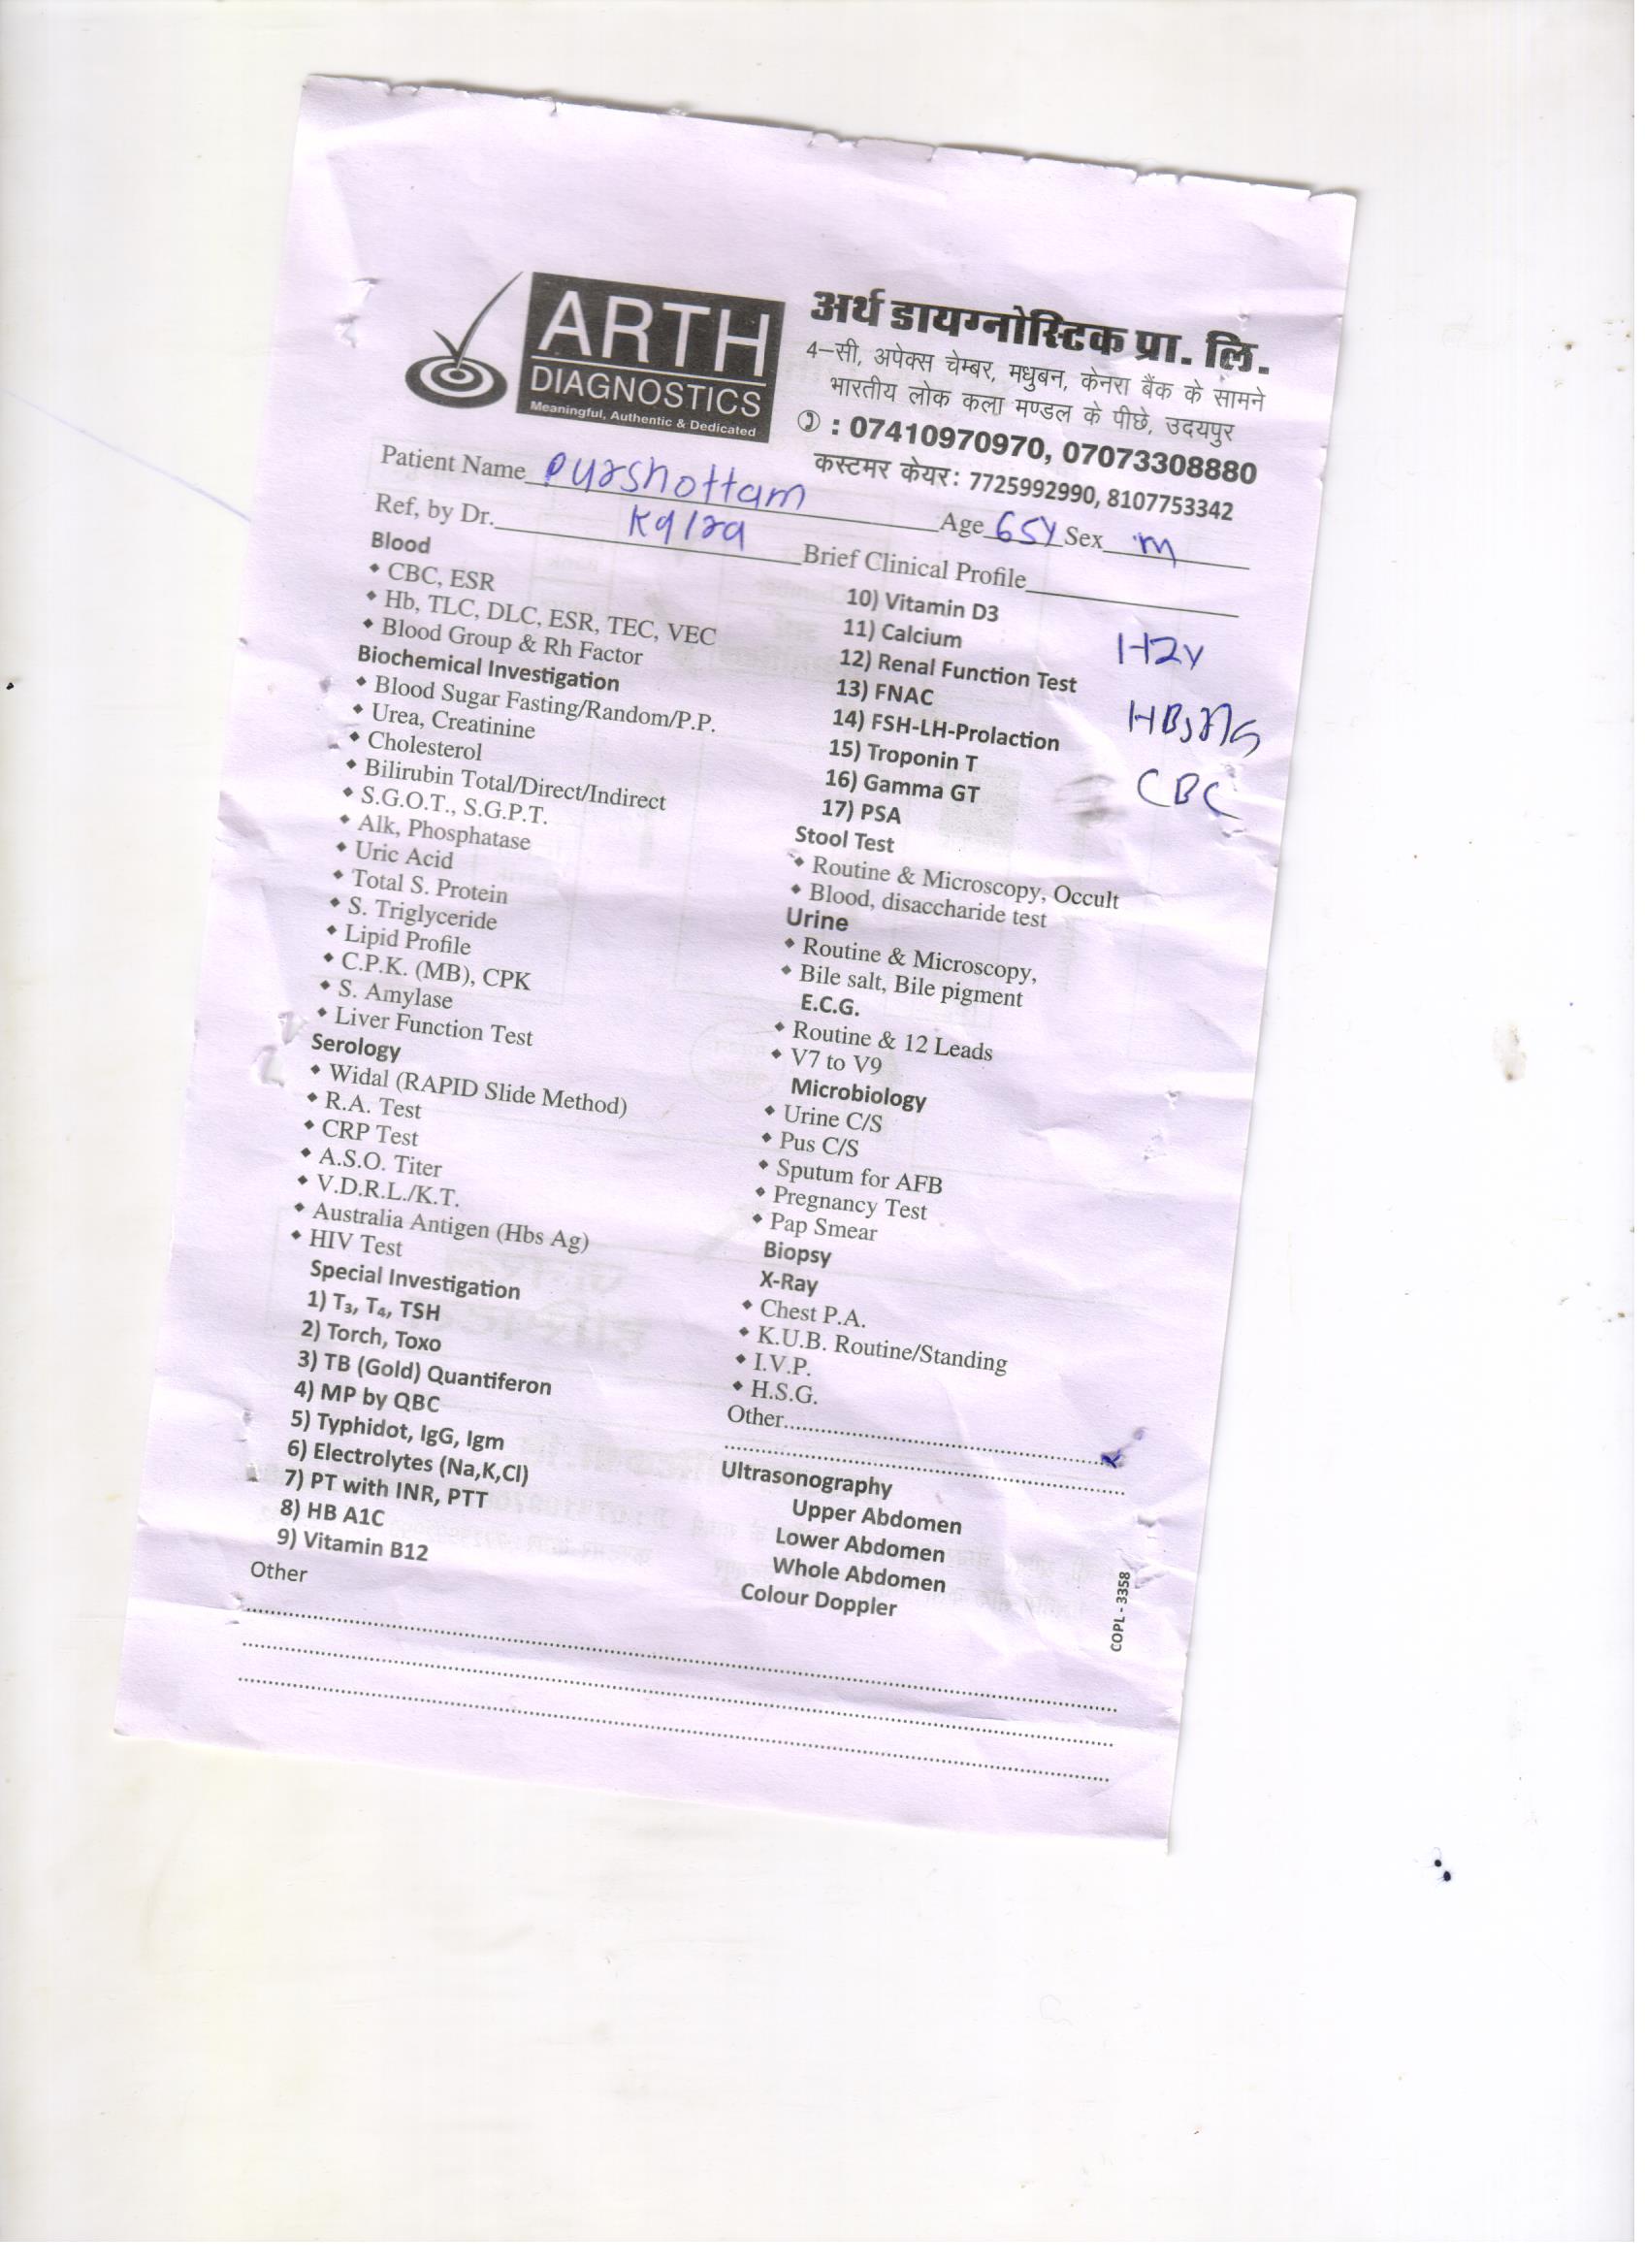 ARTH
DIAGNOSTICS
Meaningful, Authentic & Dedicated
अर्थ डायग्नोस्टिक प्रा. लि.
4–सी, अपेक्स चेम्बर, मधुबन, केनरा बैंक के सामने
भारतीय लोक कला मण्डल के पीछे, उदयपुर
: 07410970970, 07073308880
कस्टमर केयर: 7725992990, 8107753342
Patient Name purshottam Age 65Y Sex m
Ref, by Dr. Kalra Brief Clinical Profile
Blood
• CBC, ESR
• Hb, TLC, DLC, ESR, TEC, VEC
• Blood Group & Rh Factor
Biochemical Investigation
• Blood Sugar Fasting/Random/P.P.
• Urea, Creatinine
• Cholesterol
• Bilirubin Total/Direct/Indirect
• S.G.O.T., S.G.P.T.
• Alk, Phosphatase
• Uric Acid
• Total S. Protein
• S. Triglyceride
• Lipid Profile
• C.P.K. (MB), CPK
• S. Amylase
• Liver Function Test
Serology
• Widal (RAPID Slide Method)
• R.A. Test
• CRP Test
• A.S.O. Titer
• V.D.R.L./K.T.
• Australia Antigen (Hbs Ag)
• HIV Test
Special Investigation
1) T₃, T₄, TSH
2) Torch, Toxo
3) TB (Gold) Quantiferon
4) MP by QBC
5) Typhidot, IgG, Igm
6) Electrolytes (Na,K,Cl)
7) PT with INR, PTT
8) HB A1C
9) Vitamin B12
Other
10) Vitamin D3
11) Calcium
12) Renal Function Test
13) FNAC
14) FSH-LH-Prolaction
15) Troponin T
16) Gamma GT
17) PSA
CBC
Stool Test
• Routine & Microscopy, Occult
• Blood, disaccharide test
Urine
• Routine & Microscopy,
• Bile salt, Bile pigment
E.C.G.
• Routine & 12 Leads
• V7 to V9
Microbiology
• Urine C/S
• Pus C/S
• Sputum for AFB
• Pregnancy Test
• Pap Smear
Biopsy
X-Ray
• Chest P.A.
• K.U.B. Routine/Standing
• I.V.P.
• H.S.G.
Other
Ultrasonography
Upper Abdomen
Lower Abdomen
Whole Abdomen
Colour Doppler
COPL - 3358